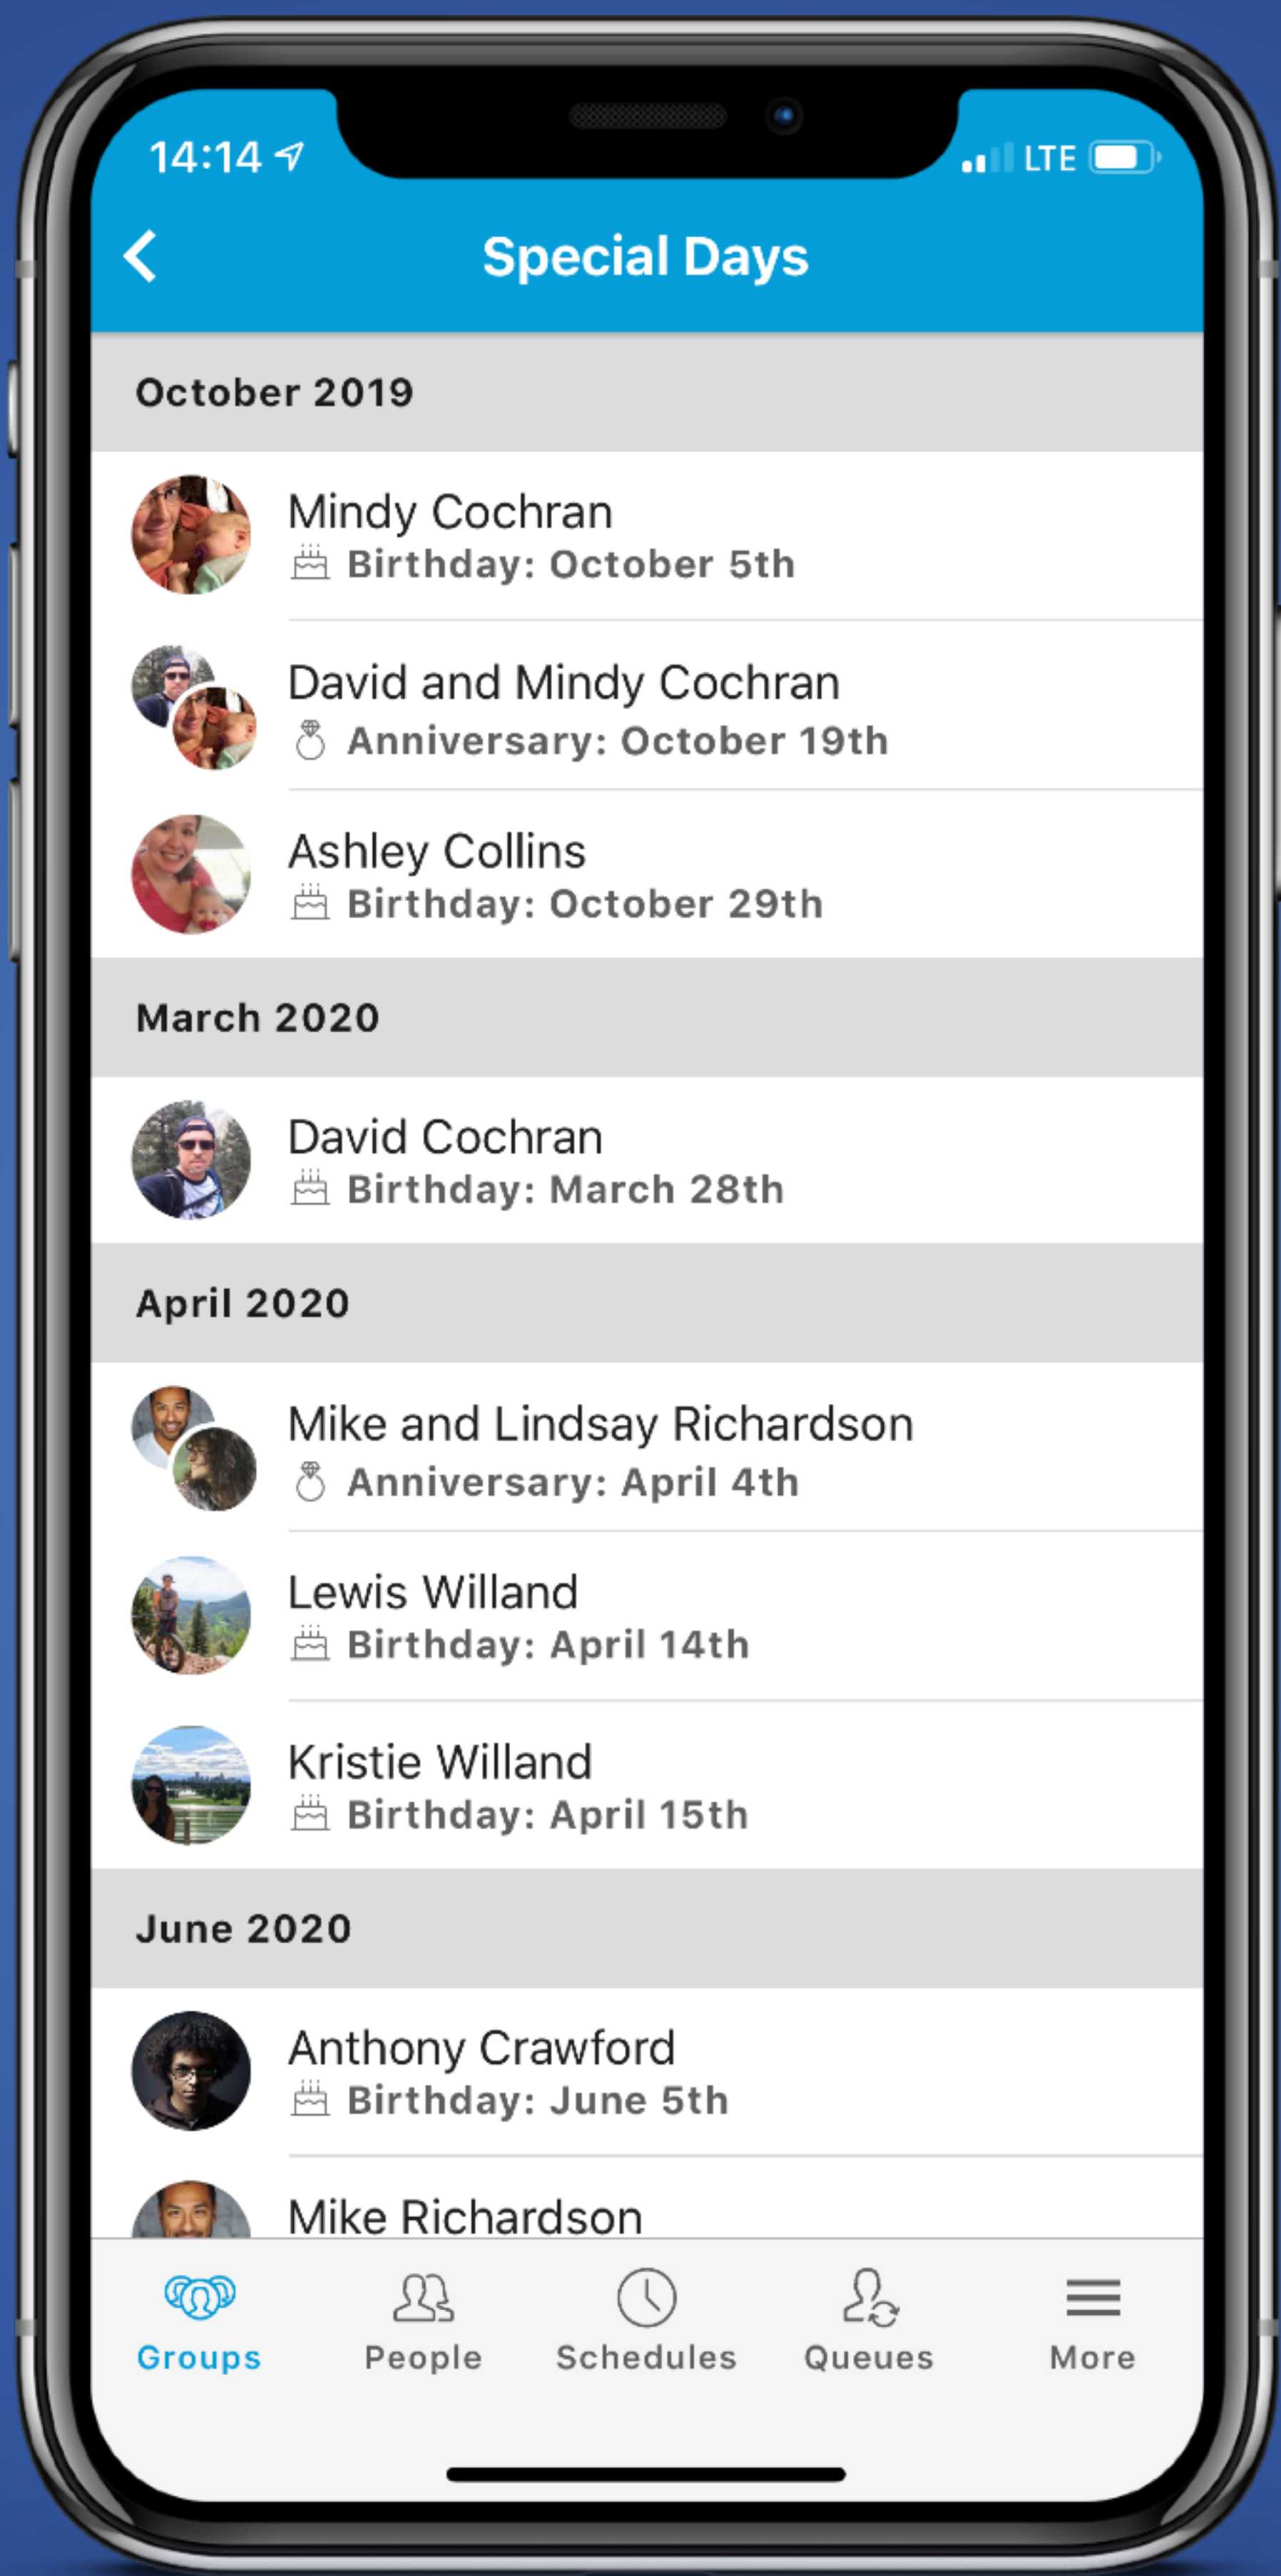 14:14
LTE
Special Days
October 2019
Mindy Cochran
Birthday: October 5th
David and Mindy Cochran
Anniversary: October 19th
Ashley Collins
Birthday: October 29th
March 2020
David Cochran
Birthday: March 28th
April 2020
Mike and Lindsay Richardson
Anniversary: April 4th
Lewis Willand
Birthday: April 14th
Kristie Willand
Birthday: April 15th
June 2020
Anthony Crawford
Birthday: June 5th
Mike Richardson
Groups
People
Schedules
Queues
More